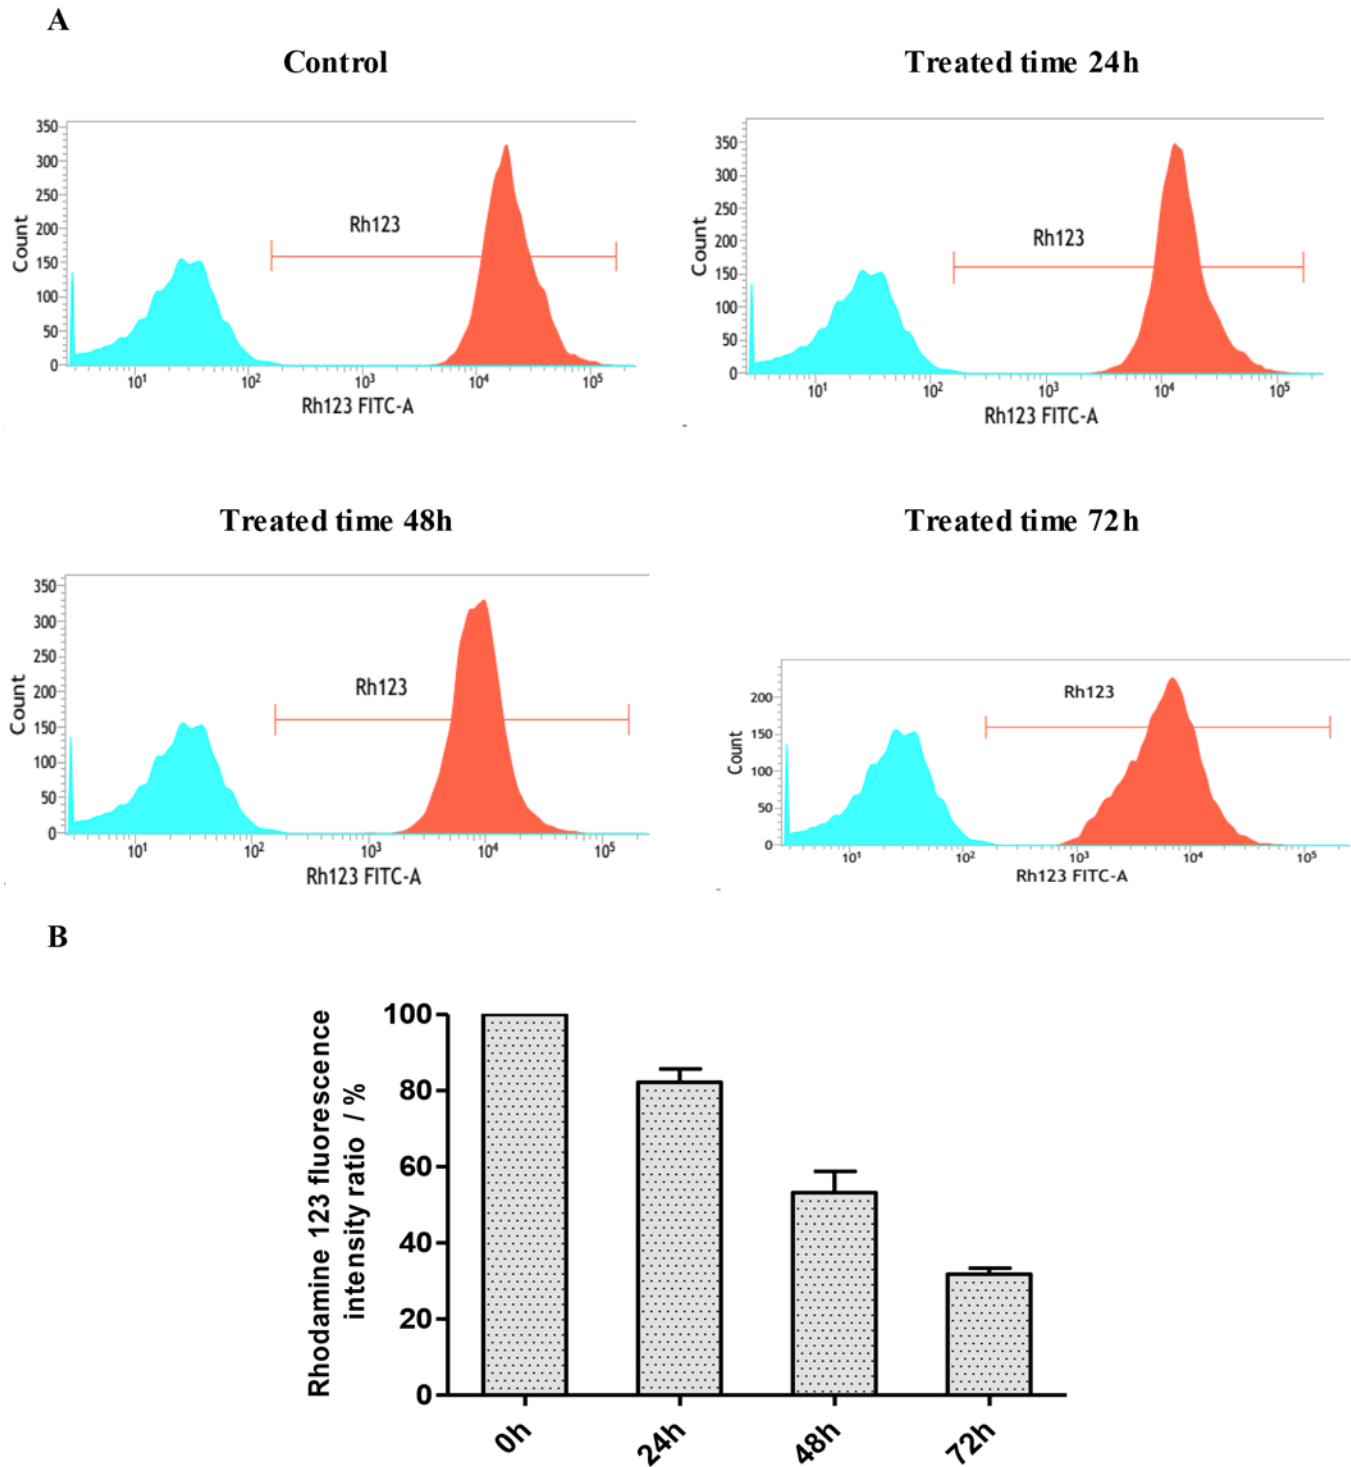 A
Control
350
300
250
200
150
100
50
0
Count
Rh123
10¹ 10² 10³ 10⁴ 10⁵
Rh123 FITC-A
Treated time 24h
350
300
250
200
150
100
50
0
Count
Rh123
10¹ 10² 10³ 10⁴ 10⁵
Rh123 FITC-A
Treated time 48h
350
300
250
200
150
100
50
0
Count
Rh123
10¹ 10² 10³ 10⁴ 10⁵
Rh123 FITC-A
Treated time 72h
200
150
100
50
0
Count
Rh123
10¹ 10² 10³ 10⁴ 10⁵
Rh123 FITC-A
B
Rhodamine 123 fluorescence
intensity ratio / %
100
80
60
40
20
0
0h 24h 48h 72h